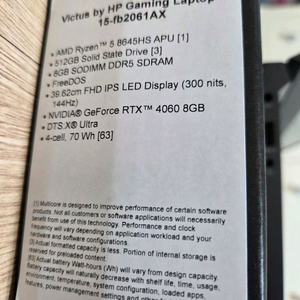 Victus by HP Gaming Laptop
15-fb2061AX
• AMD Ryzen™ 5 8645HS APU [1]
• 512GB Solid State Drive [3]
• 8GB SODIMM DDR5 SDRAM
• FreeDOS
• 39.62cm FHD IPS LED Display (300 nits,
144Hz)
• NVIDIA® GeForce RTX™ 4060 8GB
• DTS:X® Ultra
• 4-cell, 70 Wh [63]
[1] Multicore is designed to improve performance of certain software
products. Not all customers or software applications will necessarily
benefit from use of this technology. Performance and clock
frequency will vary depending on application workload and your
hardware and software configurations.
[3] Actual formatted capacity is less. Portion of internal storage is
reserved for preloaded content.
[63] Actual battery Watt-hours (Wh) will vary from design capacity.
Battery capacity will naturally decrease with shelf life, time, usage,
environment, temperature, system configuration, loaded apps,
features, power management settings and other